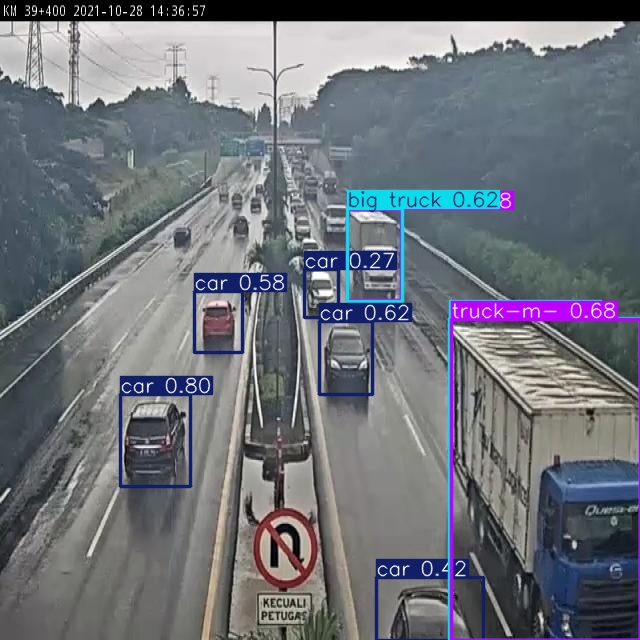 KM 39+400 2021-10-28 14:36:57
big truck 0.628
car 0.27
car 0.58
car 0.62
truck-m- 0.68
car 0.80
Quester
car 0.42
KECUALI
PETUGAS